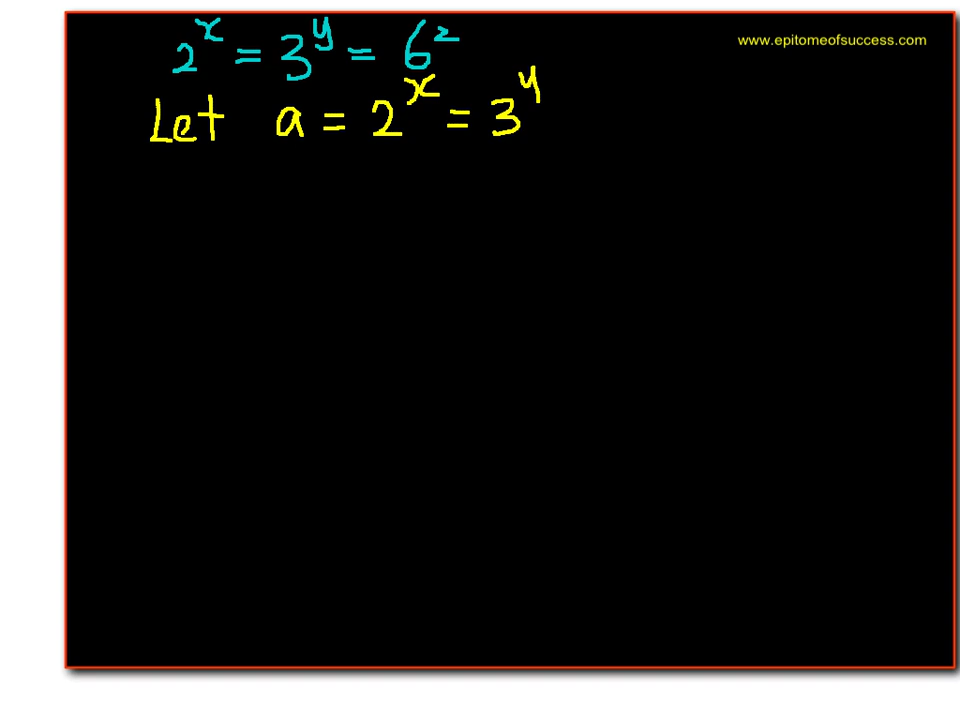 2^x = 3^y = 6^z
www.epitomeofsuccess.com
Let a = 2^x = 3^y